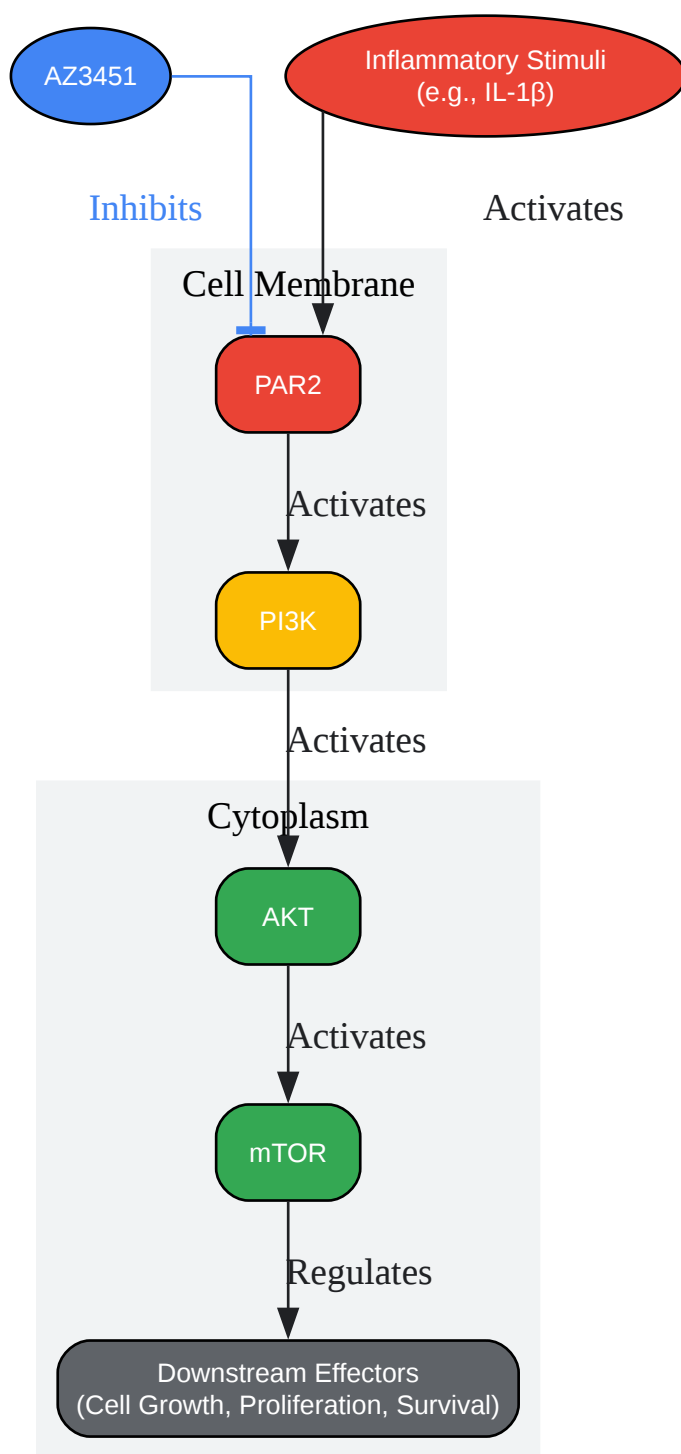 AZ3451
Inflammatory Stimuli
(e.g., IL-1β)
Inhibits
Activates
Cell Membrane
PAR2
Activates
PI3K
Activates
Cytoplasm
AKT
Activates
mTOR
Regulates
Downstream Effectors
(Cell Growth, Proliferation, Survival)